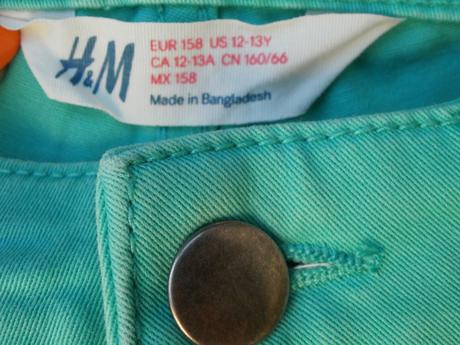 H&M
EUR 158 US 12-13Y
CA 12-13A CN 160/66
MX 158
Made in Bangladesh